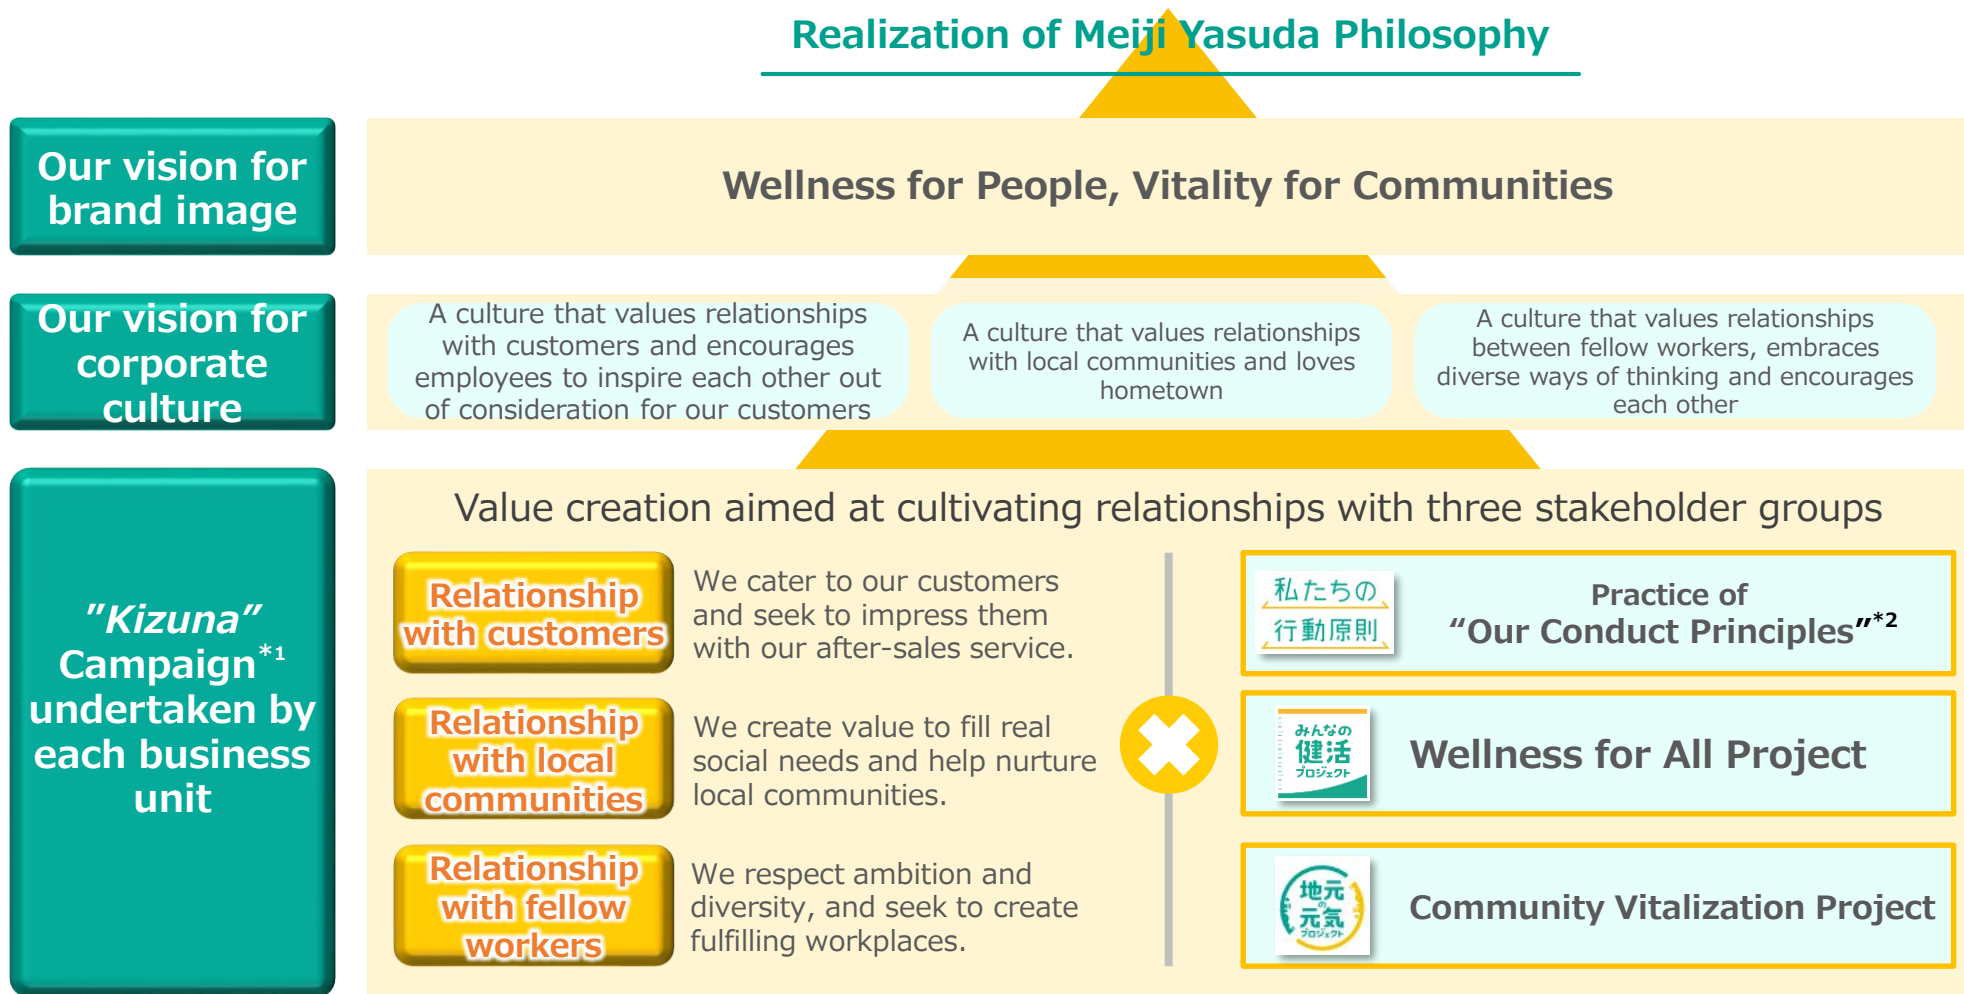 Realization of Meiji Yasuda Philosophy
Our vision for
brand image
Wellness for People, Vitality for Communities
Our vision for
corporate
culture
A culture that values relationships
with customers and encourages
employees to inspire each other out
of consideration for our customers
A culture that values relationships
with local communities and loves
hometown
A culture that values relationships
between fellow workers, embraces
diverse ways of thinking and encourages
each other
"Kizuna"
Campaign*1
undertaken by
each business
unit
Value creation aimed at cultivating relationships with three stakeholder groups
Relationship
with customers
We cater to our customers
and seek to impress them
with our after-sales service.
Relationship
with local
communities
We create value to fill real
social needs and help nurture
local communities.
Relationship
with fellow
workers
We respect ambition and
diversity, and seek to create
fulfilling workplaces.
私たちの
行動原則
Practice of
“Our Conduct Principles”*2
みんなの
健活
プロジェクト
Wellness for All Project
地元
の
元気
プロジェクト
Community Vitalization Project